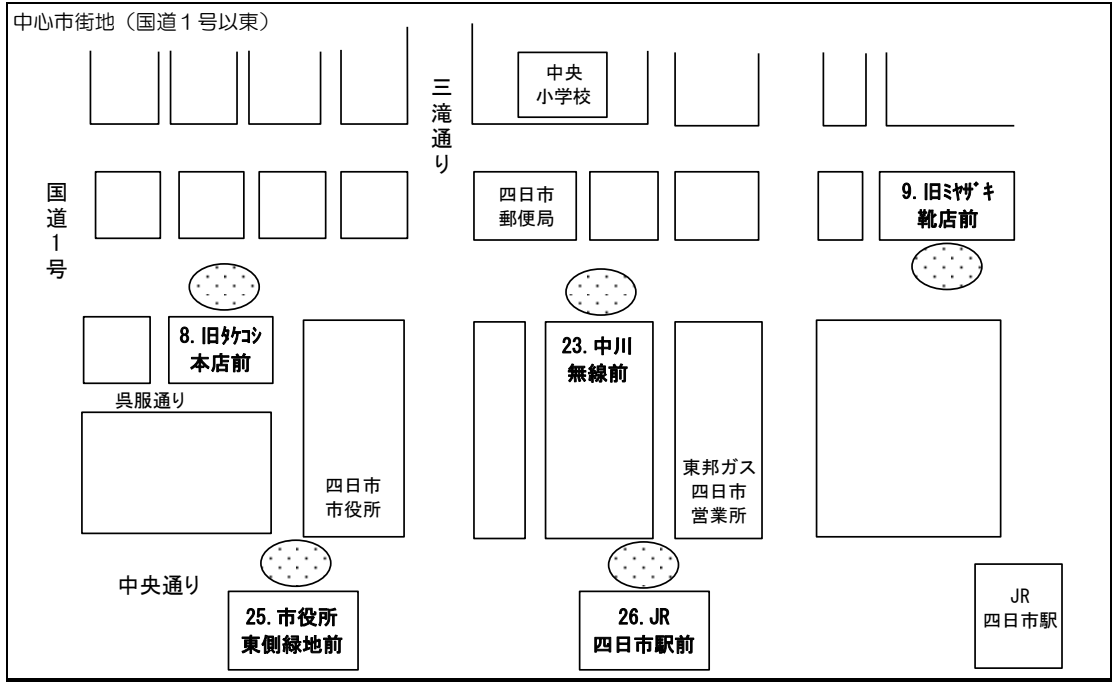 中心市街地（国道１号以東）
中央
小学校
三滝通り
国道1号
四日市
郵便局
9. 旧ﾐﾔｻﾞｷ
靴店前
8. 旧ﾀｹｺｼ
本店前
23. 中川
無線前
呉服通り
四日市
市役所
東邦ガス
四日市
営業所
中央通り
25. 市役所
東側緑地前
26. JR
四日市駅前
JR
四日市駅